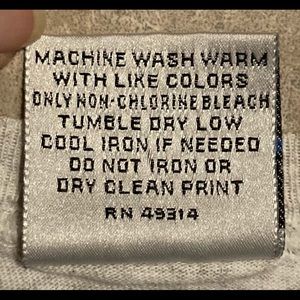 MACHINE WASH WARM
WITH LIKE COLORS
ONLY NON-CHLORINE BLEACH
TUMBLE DRY LOW
COOL IRON IF NEEDED
DO NOT IRON OR
DRY CLEAN PRINT
RN 49314